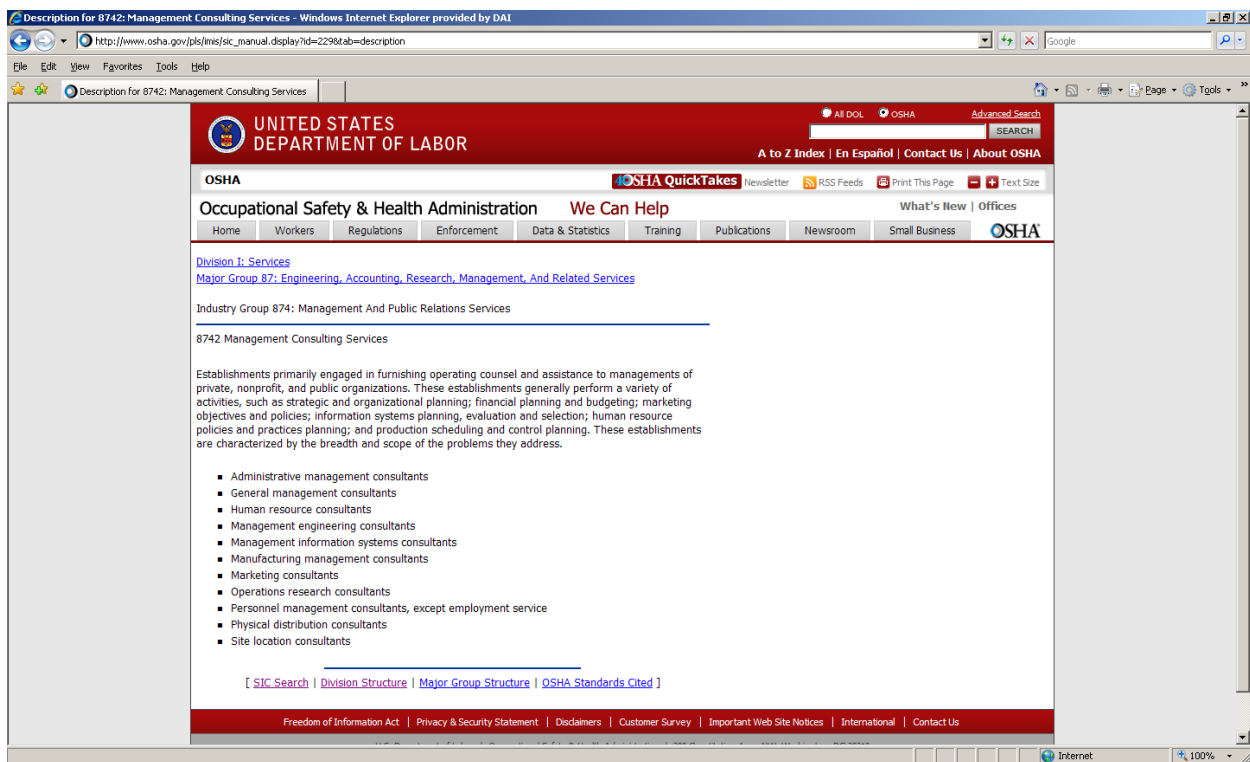 Description for 8742: Management Consulting Services - Windows Internet Explorer provided by DAI
http://www.osha.gov/pls/imis/sic_manual.display?id=229&tab=description
Google
File Edit View Favorites Tools Help
Description for 8742: Management Consulting Services
Page Tools
UNITED STATES
DEPARTMENT OF LABOR
All DOL OSHA Advanced Search
SEARCH
A to Z Index | En Español | Contact Us | About OSHA
OSHA
OSHA QuickTakes Newsletter RSS Feeds Print This Page Text Size
Occupational Safety & Health Administration We Can Help
What's New | Offices
Home Workers Regulations Enforcement Data & Statistics Training Publications Newsroom Small Business OSHA
Division I: Services
Major Group 87: Engineering, Accounting, Research, Management, And Related Services
Industry Group 874: Management And Public Relations Services
8742 Management Consulting Services
Establishments primarily engaged in furnishing operating counsel and assistance to managements of
private, nonprofit, and public organizations. These establishments generally perform a variety of
activities, such as strategic and organizational planning; financial planning and budgeting; marketing
objectives and policies; information systems planning, evaluation and selection; human resource
policies and practices planning; and production scheduling and control planning. These establishments
are characterized by the breadth and scope of the problems they address.
Administrative management consultants
General management consultants
Human resource consultants
Management engineering consultants
Management information systems consultants
Manufacturing management consultants
Marketing consultants
Operations research consultants
Personnel management consultants, except employment service
Physical distribution consultants
Site location consultants
[ SIC Search | Division Structure | Major Group Structure | OSHA Standards Cited ]
Freedom of Information Act | Privacy & Security Statement | Disclaimers | Customer Survey | Important Web Site Notices | International | Contact Us
Internet 100%